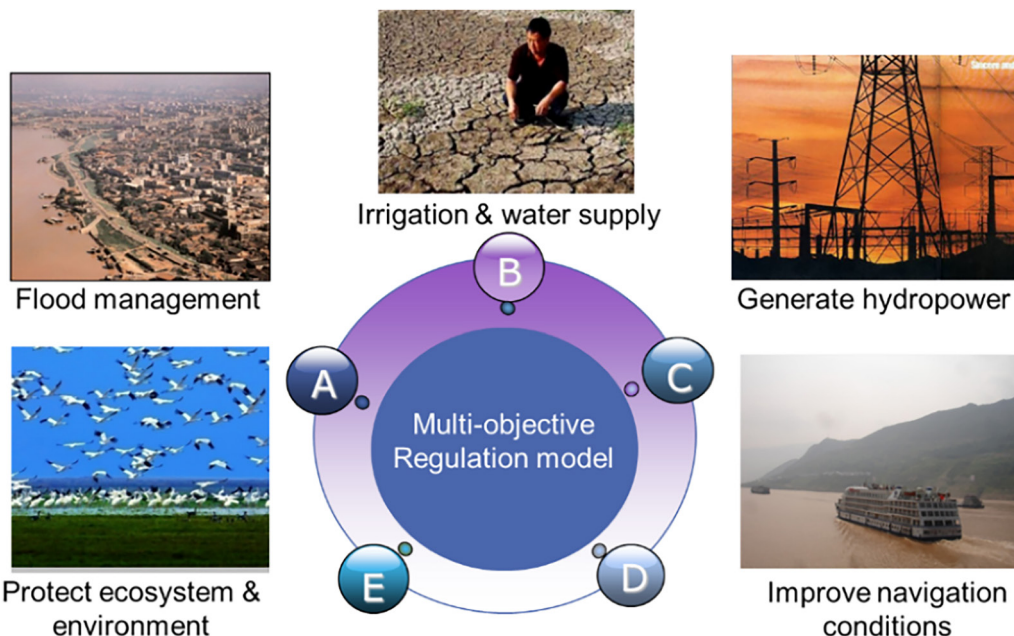 Irrigation & water supply
Flood management
Generate hydropower
B
A
C
Multi-objective
Regulation model
E
D
Protect ecosystem &
environment
Improve navigation
conditions